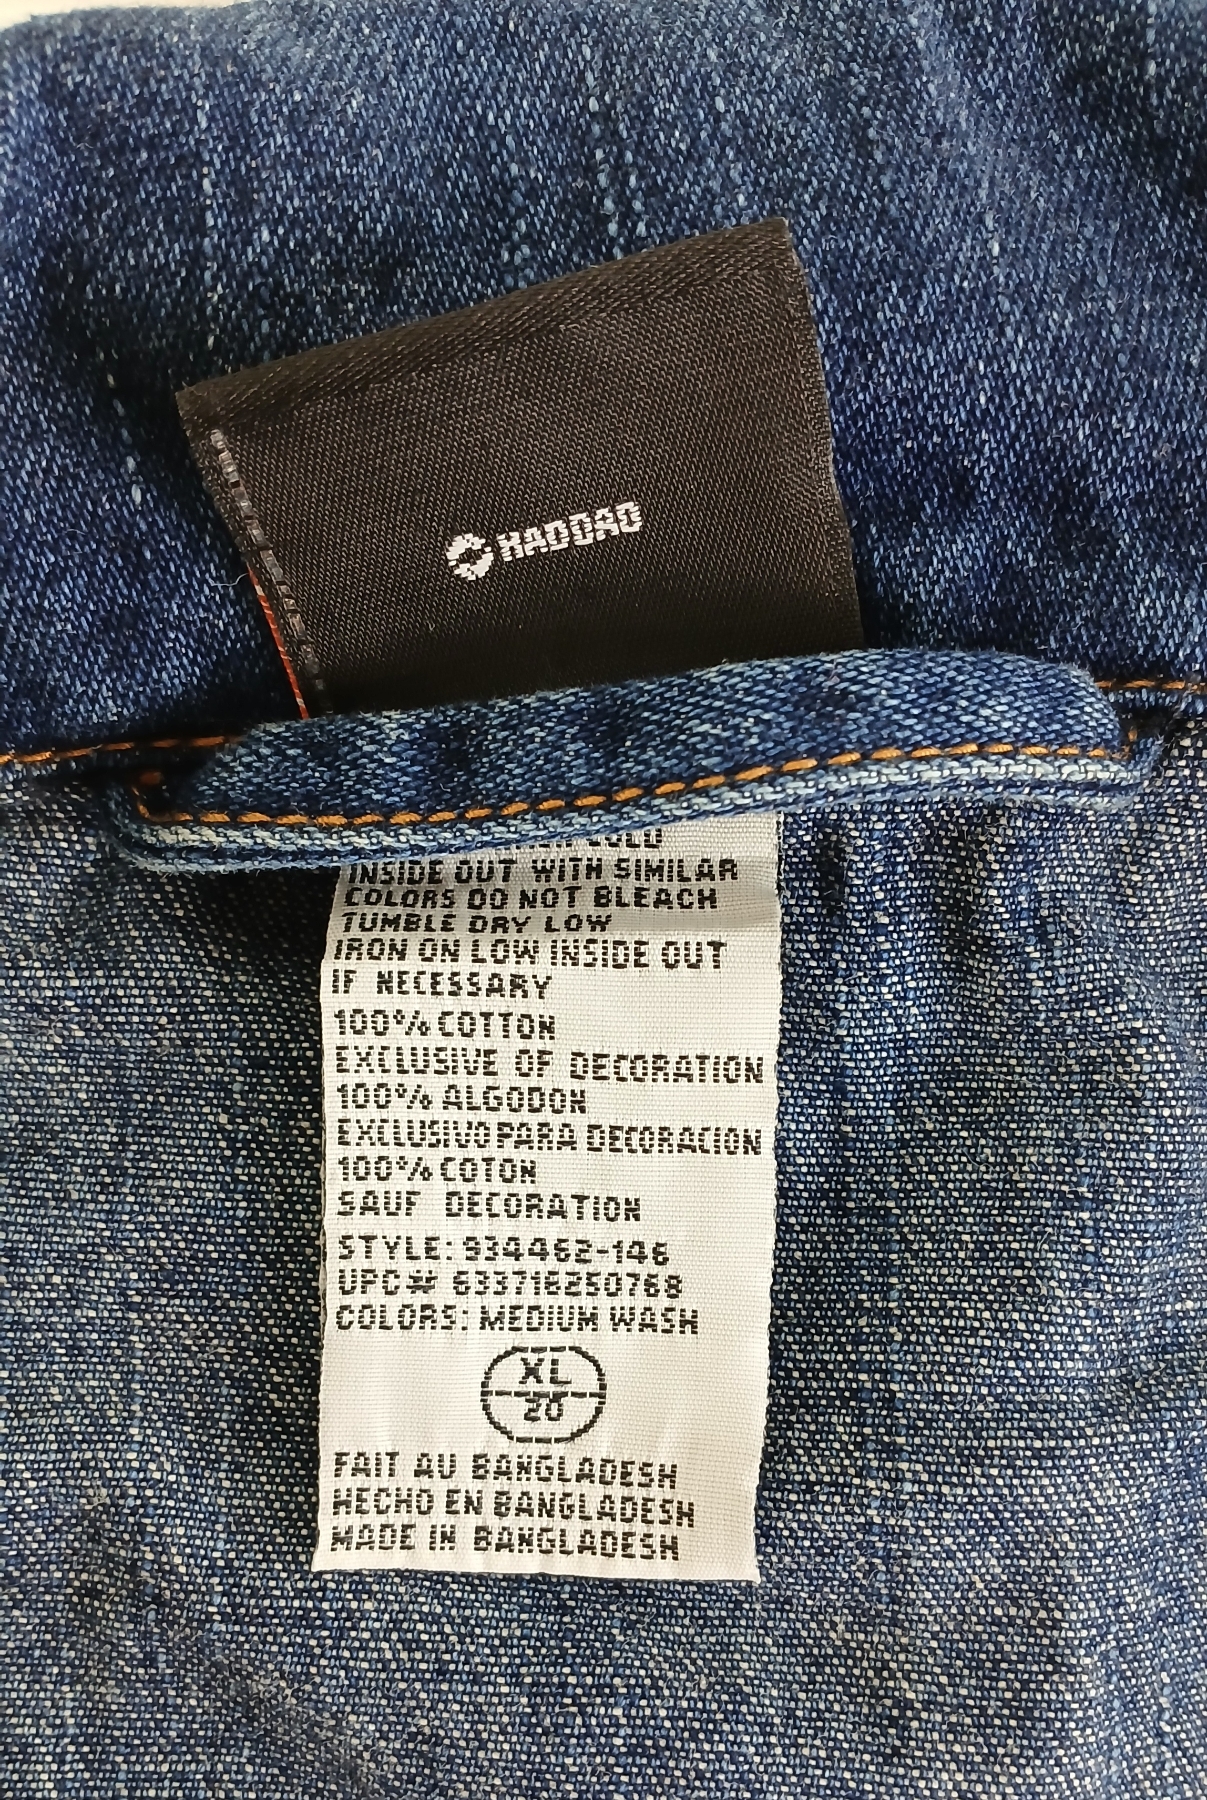 HADDAD
COLD
INSIDE OUT WITH SIMILAR
COLORS DO NOT BLEACH
TUMBLE DRY LOW
IRON ON LOW INSIDE OUT
IF NECESSARY
100% COTTON
EXCLUSIVE OF DECORATION
100% ALGODON
EXCLUSIVO PARA DECORACION
100% COTON
SAUF DECORATION
STYLE: 934462-146
UPC# 633716250768
COLORS: MEDIUM WASH
XL
20
FAIT AU BANGLADESH
HECHO EN BANGLADESH
MADE IN BANGLADESH